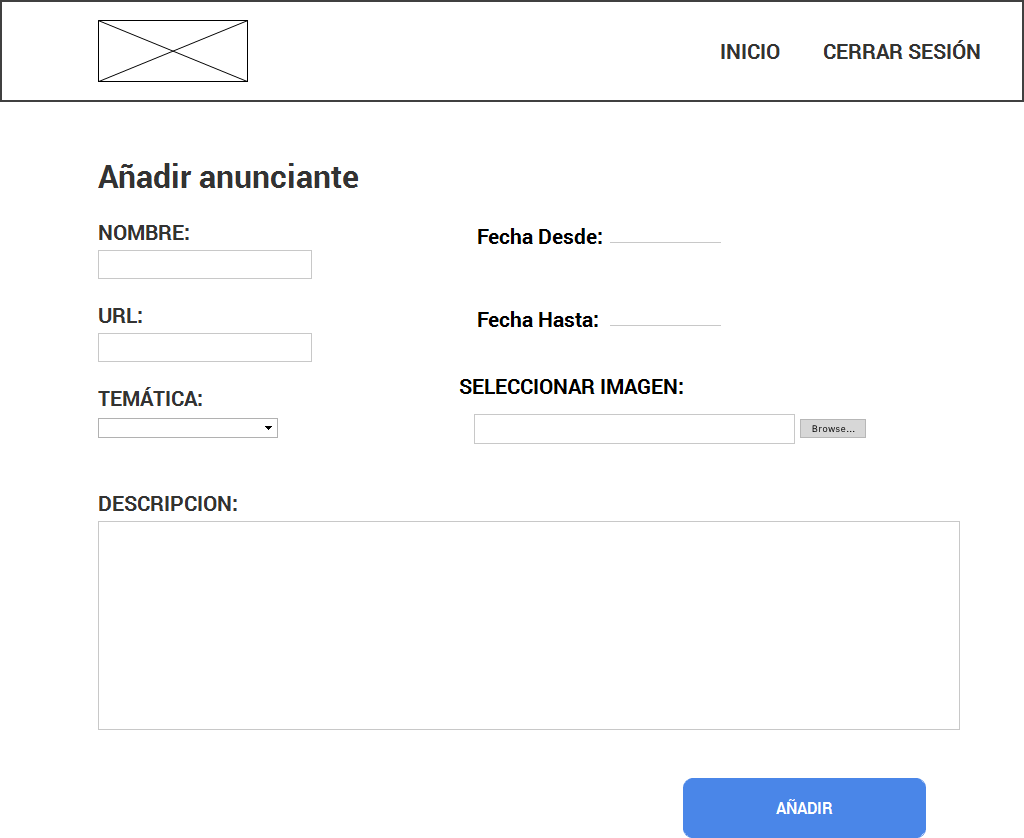 INICIO CERRAR SESIÓN
Añadir anunciante
NOMBRE:
Fecha Desde:
URL:
Fecha Hasta:
TEMÁTICA:
SELECCIONAR IMAGEN:
Browse...
DESCRIPCION:
AÑADIR